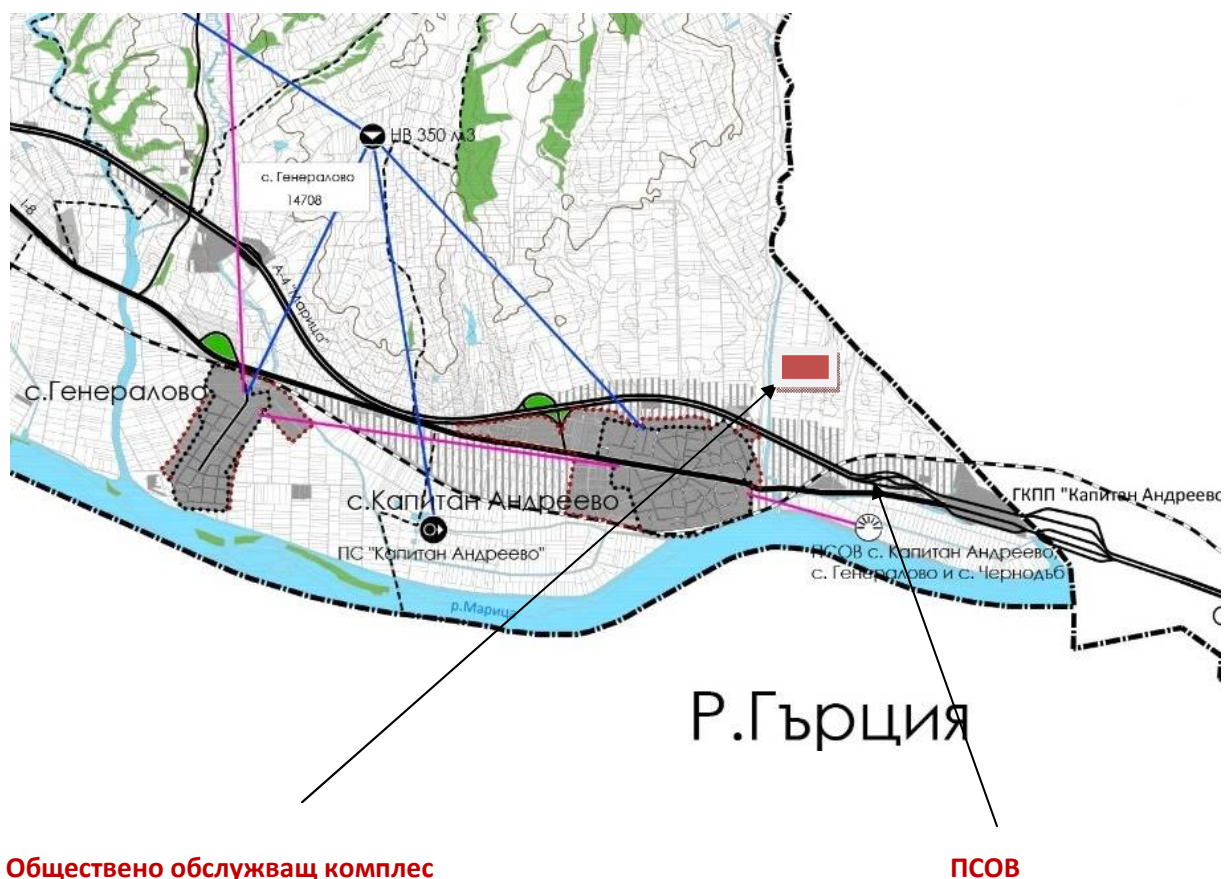 НВ 350 м3
с. Генералово
14708
I-8
А-4 "Марица"
с.Генералово
с.Капитан Андреево
ГКПП "Капитан Андреево
ПС "Капитан Андреево"
ПСОВ с. Капитан Андреево,
с. Генералово и с. Чернодъб
р.Марица
Р.Гърция
Обществено обслужващ комплес
ПСОВ